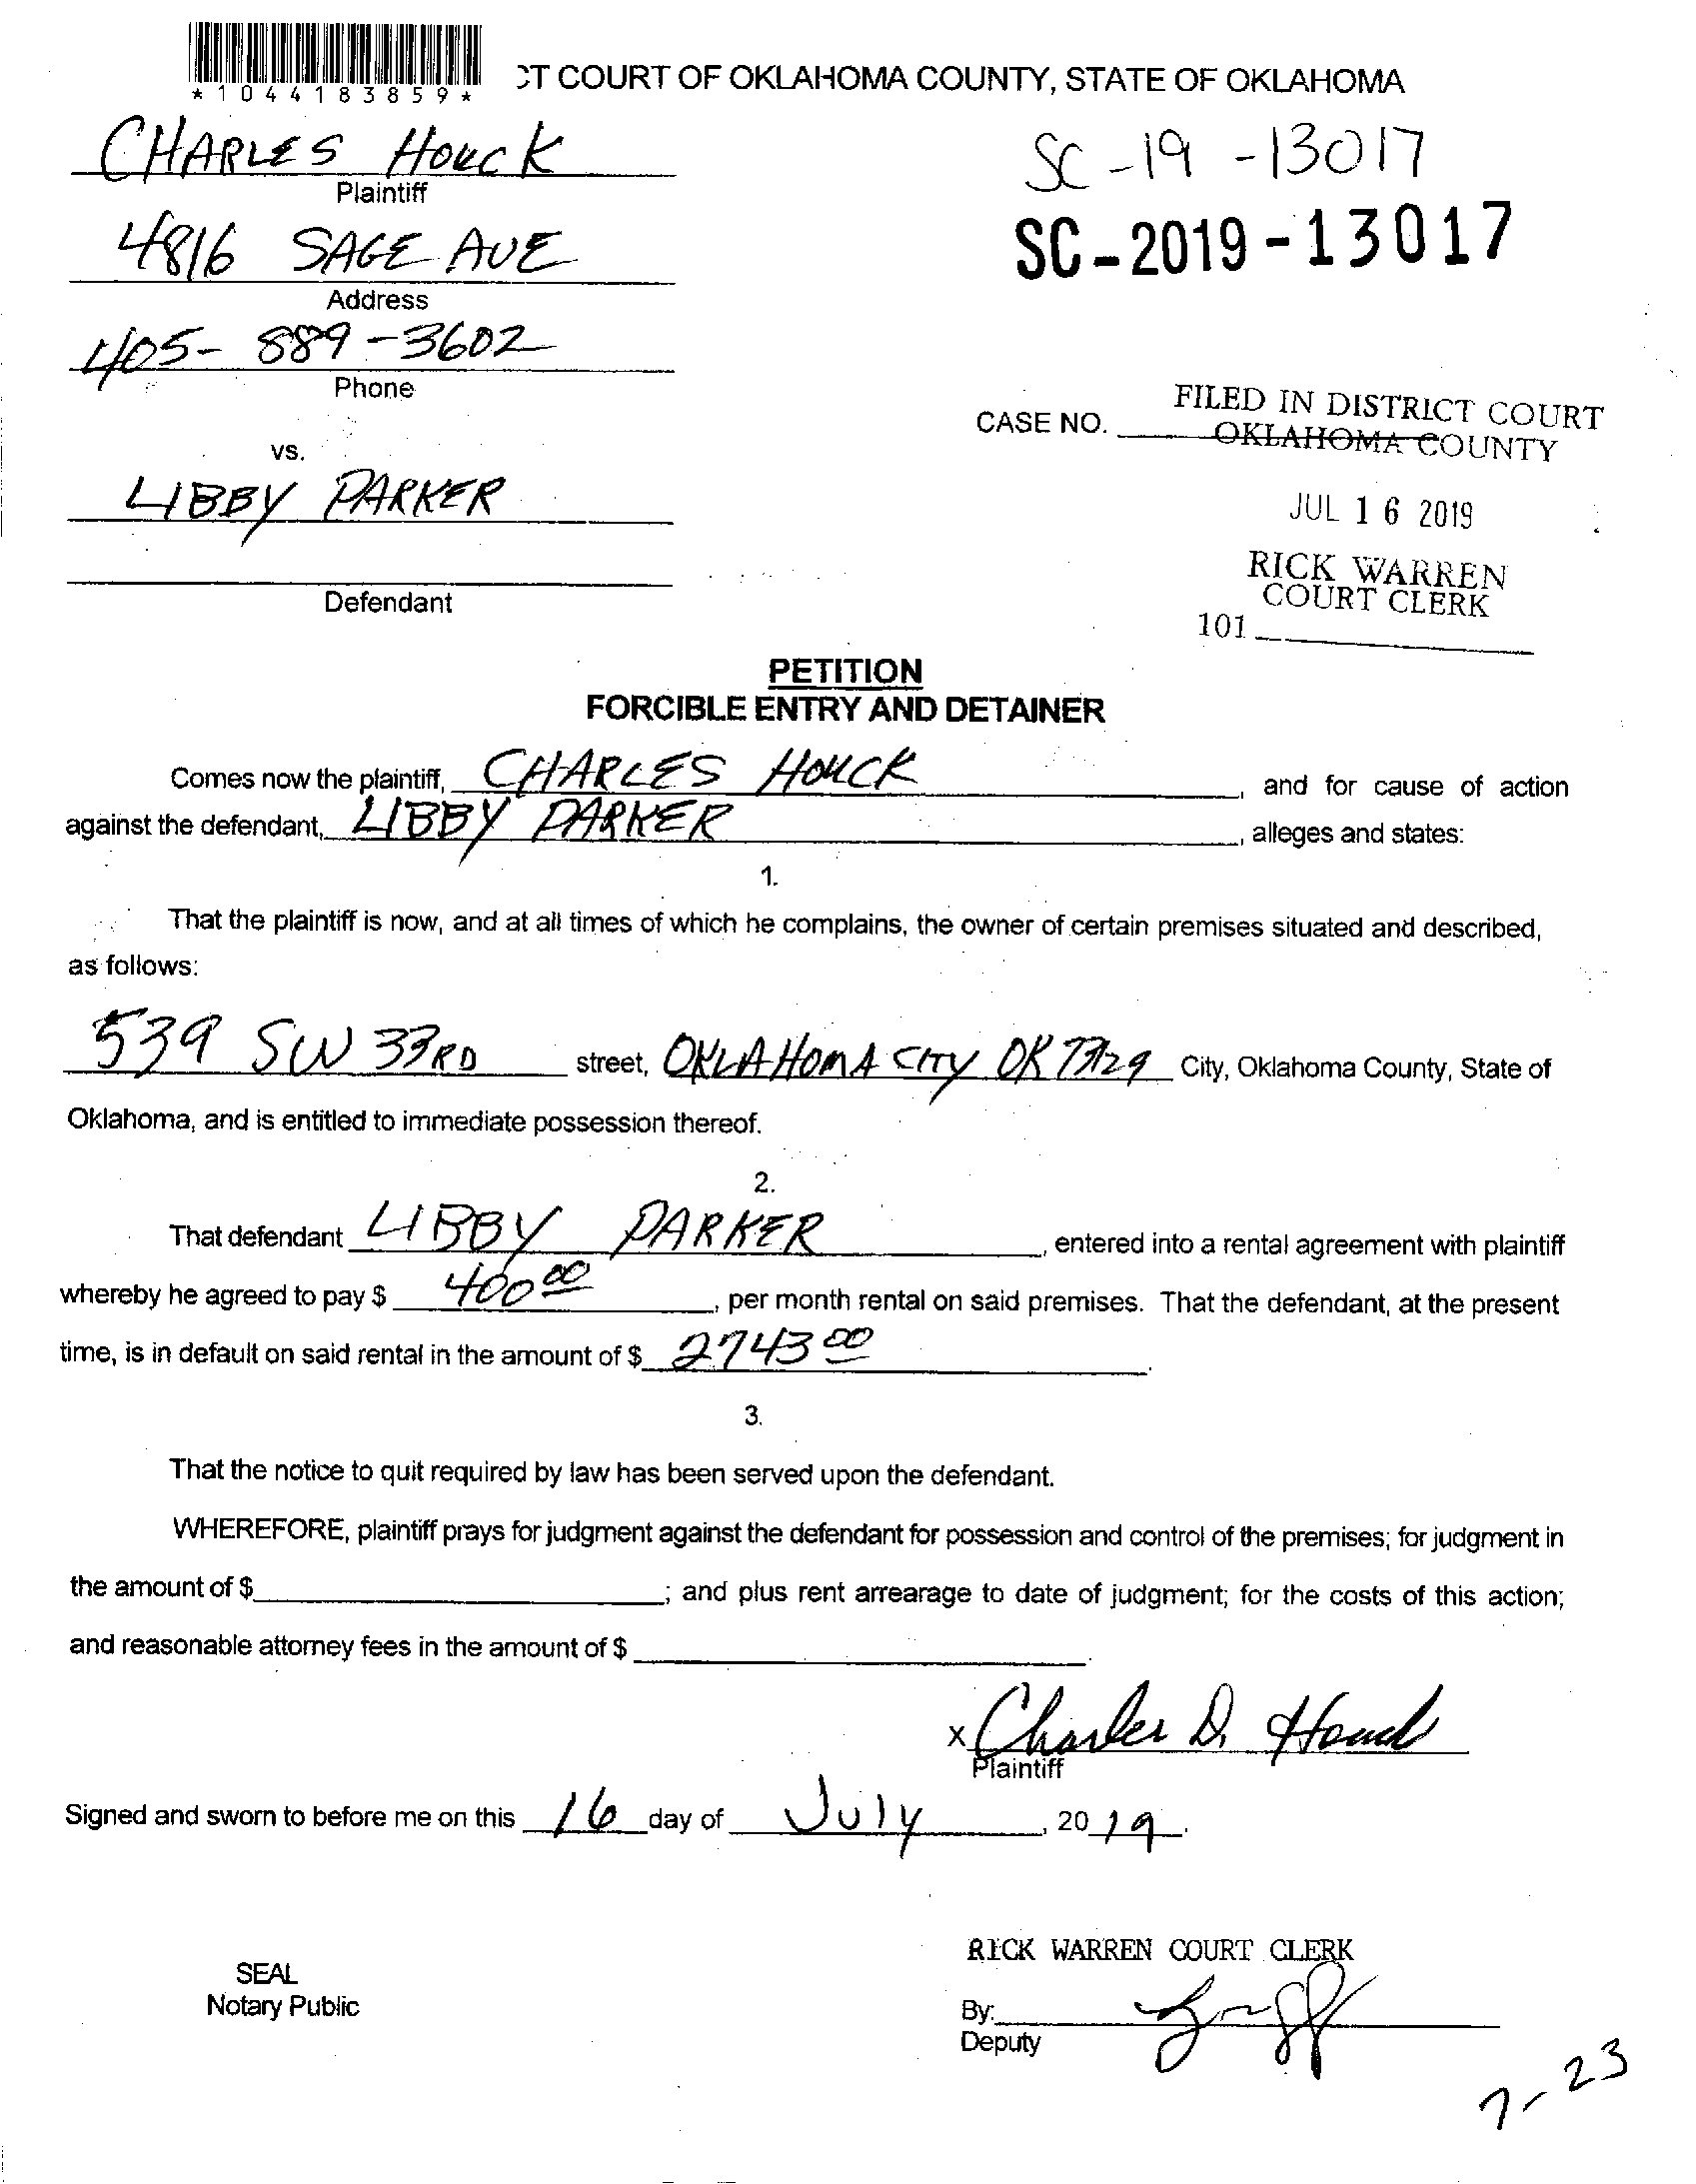 *1044183859*
CT COURT OF OKLAHOMA COUNTY, STATE OF OKLAHOMA
CHARLES HOUCK
Plaintiff
SC-19-13017
SC-2019-13017
4816 SAGE AVE
Address
405-889-3602
Phone
CASE NO.
FILED IN DISTRICT COURT
OKLAHOMA COUNTY
vs.
LIBBY PARKER
JUL 16 2019
Defendant
RICK WARREN
COURT CLERK
101
PETITION
FORCIBLE ENTRY AND DETAINER
Comes now the plaintiff, CHARLES HOUCK, and for cause of action
against the defendant, LIBBY PARKER, alleges and states:
1.
That the plaintiff is now, and at all times of which he complains, the owner of certain premises situated and described,
as follows:
539 SW 33RD street, OKLAHOMA CITY OK 73129 City, Oklahoma County, State of
Oklahoma, and is entitled to immediate possession thereof.
2.
That defendant LIBBY PARKER, entered into a rental agreement with plaintiff
whereby he agreed to pay $ 400 00, per month rental on said premises. That the defendant, at the present
time, is in default on said rental in the amount of $ 2743 00.
3.
That the notice to quit required by law has been served upon the defendant.
WHEREFORE, plaintiff prays for judgment against the defendant for possession and control of the premises; for judgment in
the amount of $ ; and plus rent arrearage to date of judgment; for the costs of this action;
and reasonable attorney fees in the amount of $ .
x Charles D. Houck
Plaintiff
Signed and sworn to before me on this 16 day of July, 2019.
RICK WARREN COURT CLERK
SEAL
Notary Public
By:
Deputy
7-23